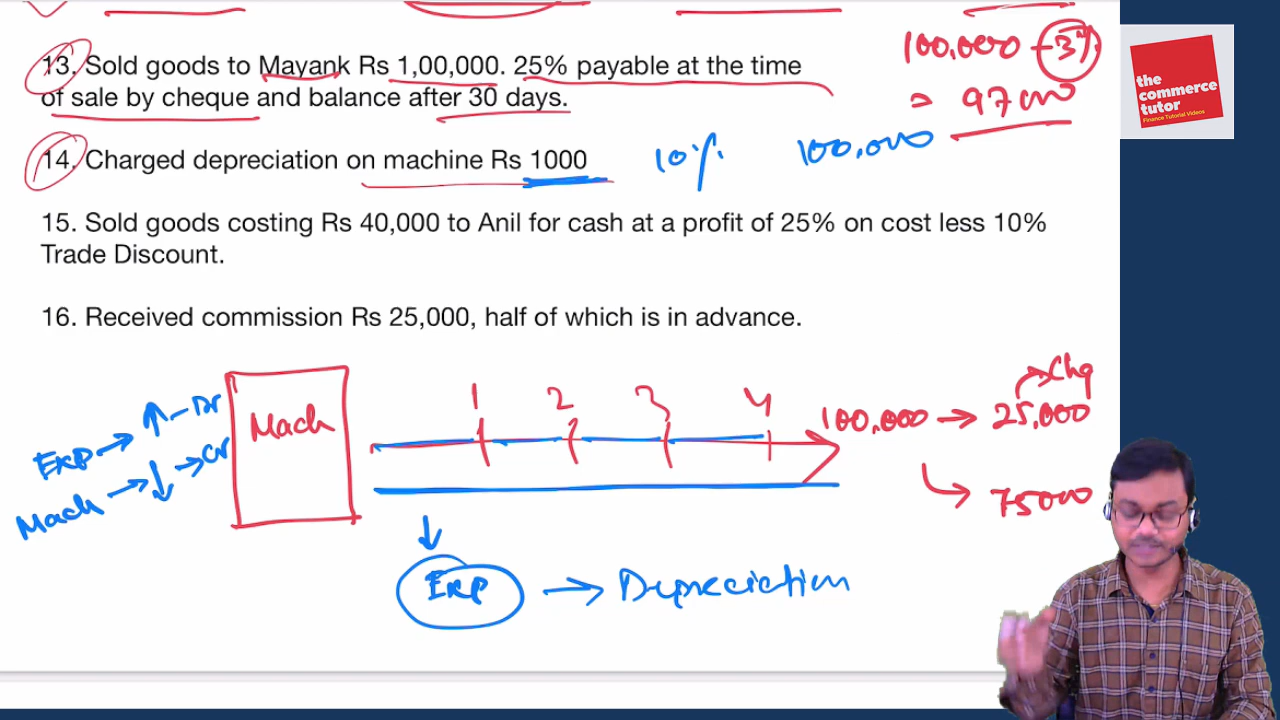 13. Sold goods to Mayank Rs 1,00,000. 25% payable at the time
of sale by cheque and balance after 30 days.
100,000 - 3%
= 97000
the
commerce
tutor
Finance Tutorial Videos
14. Charged depreciation on machine Rs 1000
10% 100,000
15. Sold goods costing Rs 40,000 to Anil for cash at a profit of 25% on cost less 10%
Trade Discount.
16. Received commission Rs 25,000, half of which is in advance.
Exp → ↑ - Dr
Mach → ↓ → Cr
Mach
1 2 3 4
100,000 → 25,000
Chq
75000
Exp → Depreciation